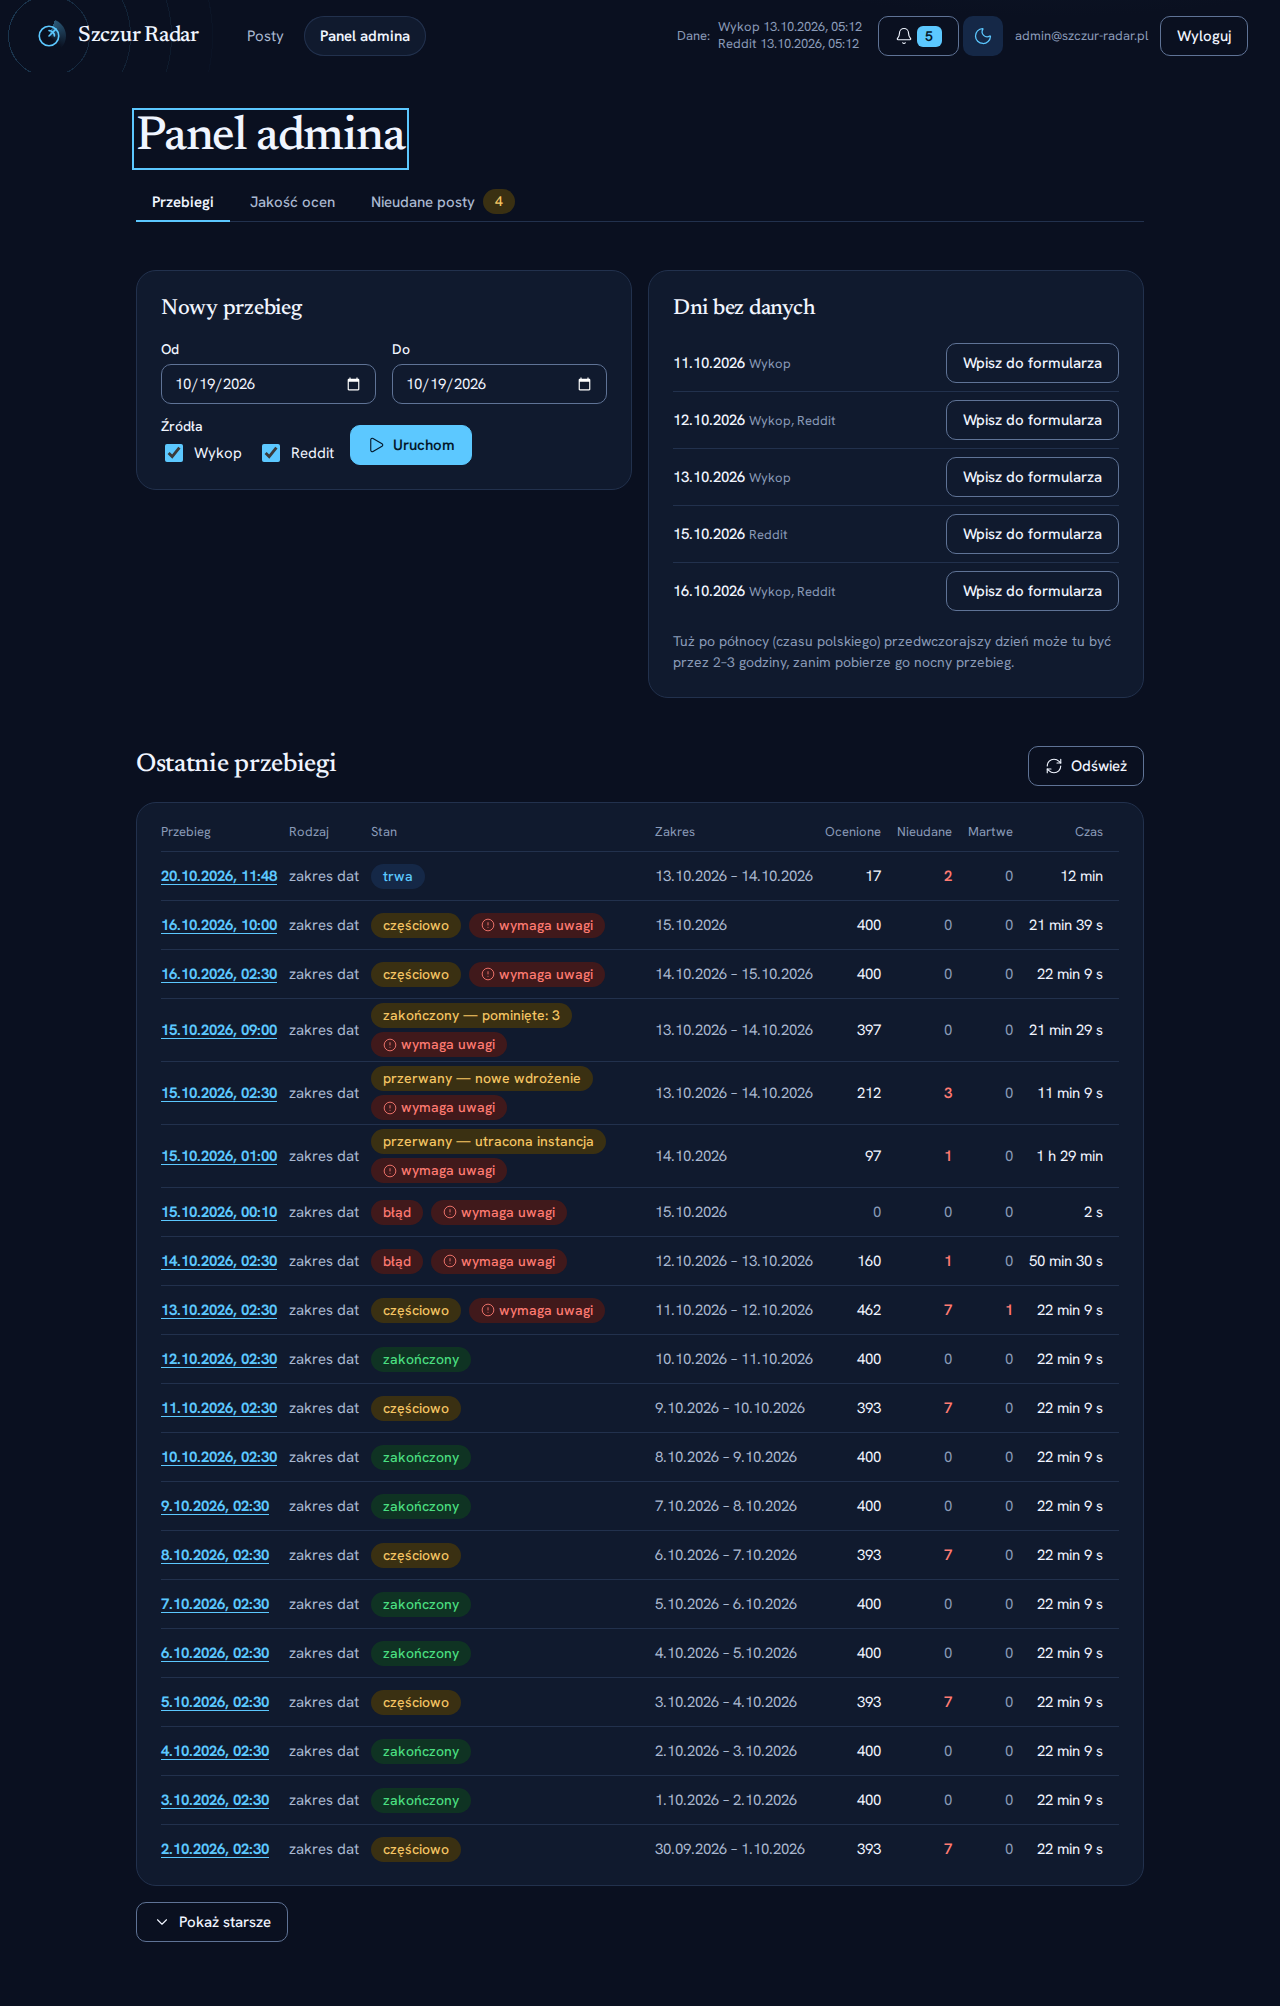 Szczur Radar
Posty
Panel admina
Dane:
Wykop 13.10.2026, 05:12
Reddit 13.10.2026, 05:12
5
admin@szczur-radar.pl
Wyloguj
Panel admina
Przebiegi
Jakość ocen
Nieudane posty 4
Nowy przebieg
Od
Do
10/19/2026
10/19/2026
Źródła
Wykop
Reddit
Uruchom
Dni bez danych
11.10.2026 Wykop Wpisz do formularza
12.10.2026 Wykop, Reddit Wpisz do formularza
13.10.2026 Wykop Wpisz do formularza
15.10.2026 Reddit Wpisz do formularza
16.10.2026 Wykop, Reddit Wpisz do formularza
Tuż po północy (czasu polskiego) przedwczorajszy dzień może tu być
przez 2–3 godziny, zanim pobierze go nocny przebieg.
Ostatnie przebiegi
Odśwież
Przebieg Rodzaj Stan Zakres Ocenione Nieudane Martwe Czas
20.10.2026, 11:48 zakres dat trwa 13.10.2026 – 14.10.2026 17 2 0 12 min
16.10.2026, 10:00 zakres dat częściowo wymaga uwagi 15.10.2026 400 0 0 21 min 39 s
16.10.2026, 02:30 zakres dat częściowo wymaga uwagi 14.10.2026 – 15.10.2026 400 0 0 22 min 9 s
15.10.2026, 09:00 zakres dat zakończony — pominięte: 3 wymaga uwagi 13.10.2026 – 14.10.2026 397 0 0 21 min 29 s
15.10.2026, 02:30 zakres dat przerwany — nowe wdrożenie wymaga uwagi 13.10.2026 – 14.10.2026 212 3 0 11 min 9 s
15.10.2026, 01:00 zakres dat przerwany — utracona instancja wymaga uwagi 14.10.2026 97 1 0 1 h 29 min
15.10.2026, 00:10 zakres dat błąd wymaga uwagi 15.10.2026 0 0 0 2 s
14.10.2026, 02:30 zakres dat błąd wymaga uwagi 12.10.2026 – 13.10.2026 160 1 0 50 min 30 s
13.10.2026, 02:30 zakres dat częściowo wymaga uwagi 11.10.2026 – 12.10.2026 462 7 1 22 min 9 s
12.10.2026, 02:30 zakres dat zakończony 10.10.2026 – 11.10.2026 400 0 0 22 min 9 s
11.10.2026, 02:30 zakres dat częściowo 9.10.2026 – 10.10.2026 393 7 0 22 min 9 s
10.10.2026, 02:30 zakres dat zakończony 8.10.2026 – 9.10.2026 400 0 0 22 min 9 s
9.10.2026, 02:30 zakres dat zakończony 7.10.2026 – 8.10.2026 400 0 0 22 min 9 s
8.10.2026, 02:30 zakres dat częściowo 6.10.2026 – 7.10.2026 393 7 0 22 min 9 s
7.10.2026, 02:30 zakres dat zakończony 5.10.2026 – 6.10.2026 400 0 0 22 min 9 s
6.10.2026, 02:30 zakres dat zakończony 4.10.2026 – 5.10.2026 400 0 0 22 min 9 s
5.10.2026, 02:30 zakres dat częściowo 3.10.2026 – 4.10.2026 393 7 0 22 min 9 s
4.10.2026, 02:30 zakres dat zakończony 2.10.2026 – 3.10.2026 400 0 0 22 min 9 s
3.10.2026, 02:30 zakres dat zakończony 1.10.2026 – 2.10.2026 400 0 0 22 min 9 s
2.10.2026, 02:30 zakres dat częściowo 30.09.2026 – 1.10.2026 393 7 0 22 min 9 s
Pokaż starsze